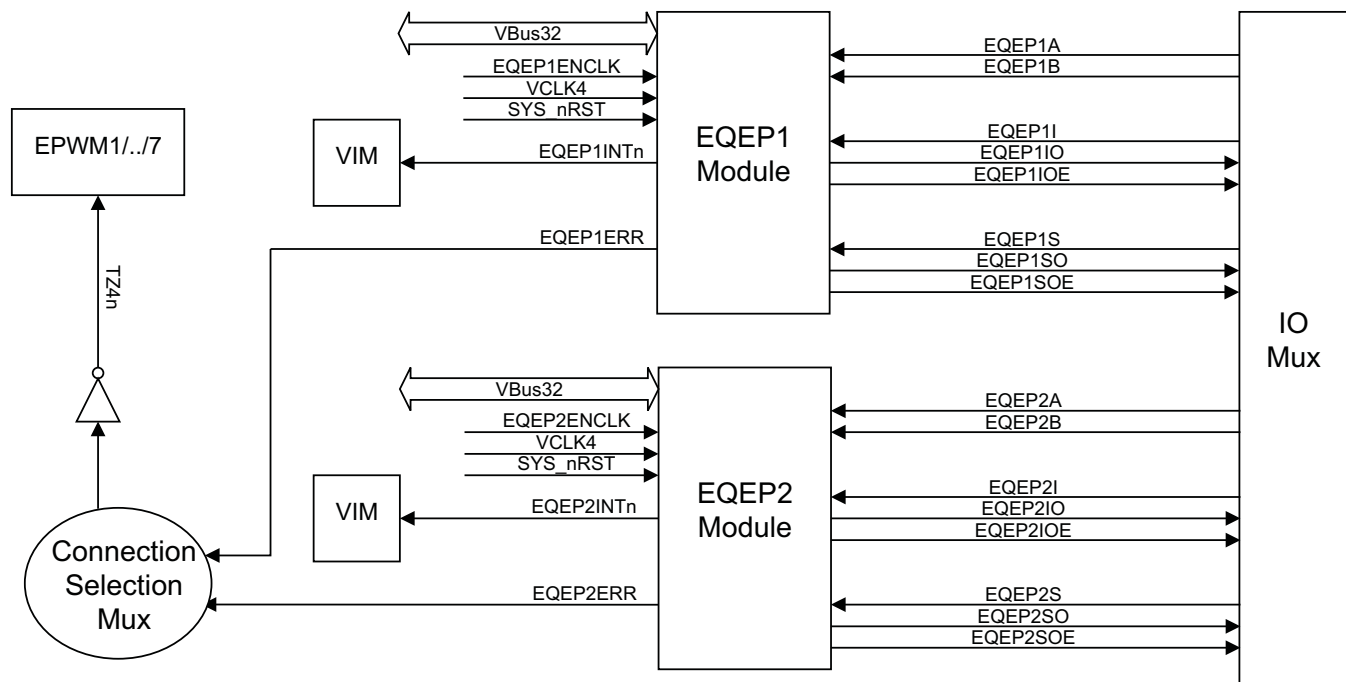 VBus32
EQEP1ENCLK
VCLK4
SYS_nRST
EPWM1/../7
VIM
EQEP1INTn
EQEP1
Module
EQEP1ERR
EQEP1A
EQEP1B
EQEP1I
EQEP1IO
EQEP1IOE
EQEP1S
EQEP1SO
EQEP1SOE
TZ4n
IO
Mux
VBus32
EQEP2ENCLK
VCLK4
SYS_nRST
VIM
EQEP2INTn
EQEP2
Module
EQEP2ERR
EQEP2A
EQEP2B
EQEP2I
EQEP2IO
EQEP2IOE
EQEP2S
EQEP2SO
EQEP2SOE
Connection
Selection
Mux